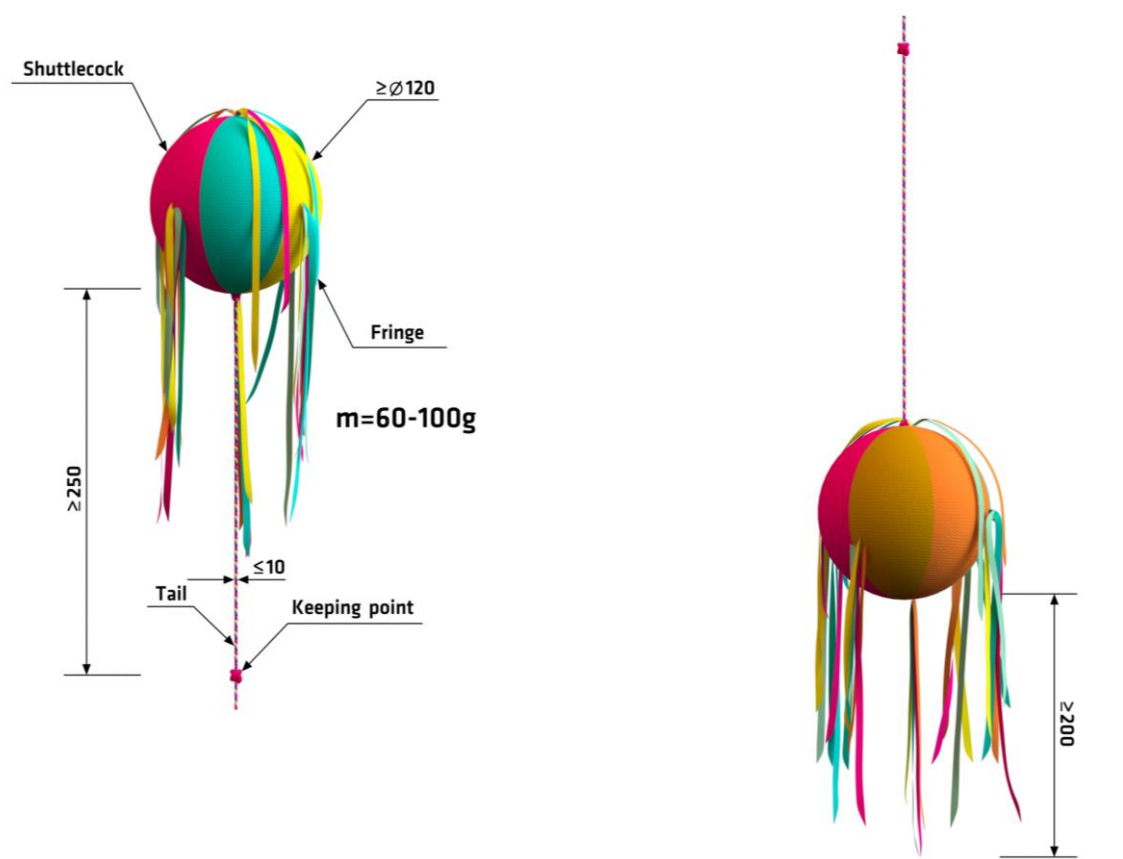 Shuttlecock
≥⌀120
Fringe
m=60-100g
≥250
≤10
Tail
Keeping point
≥200